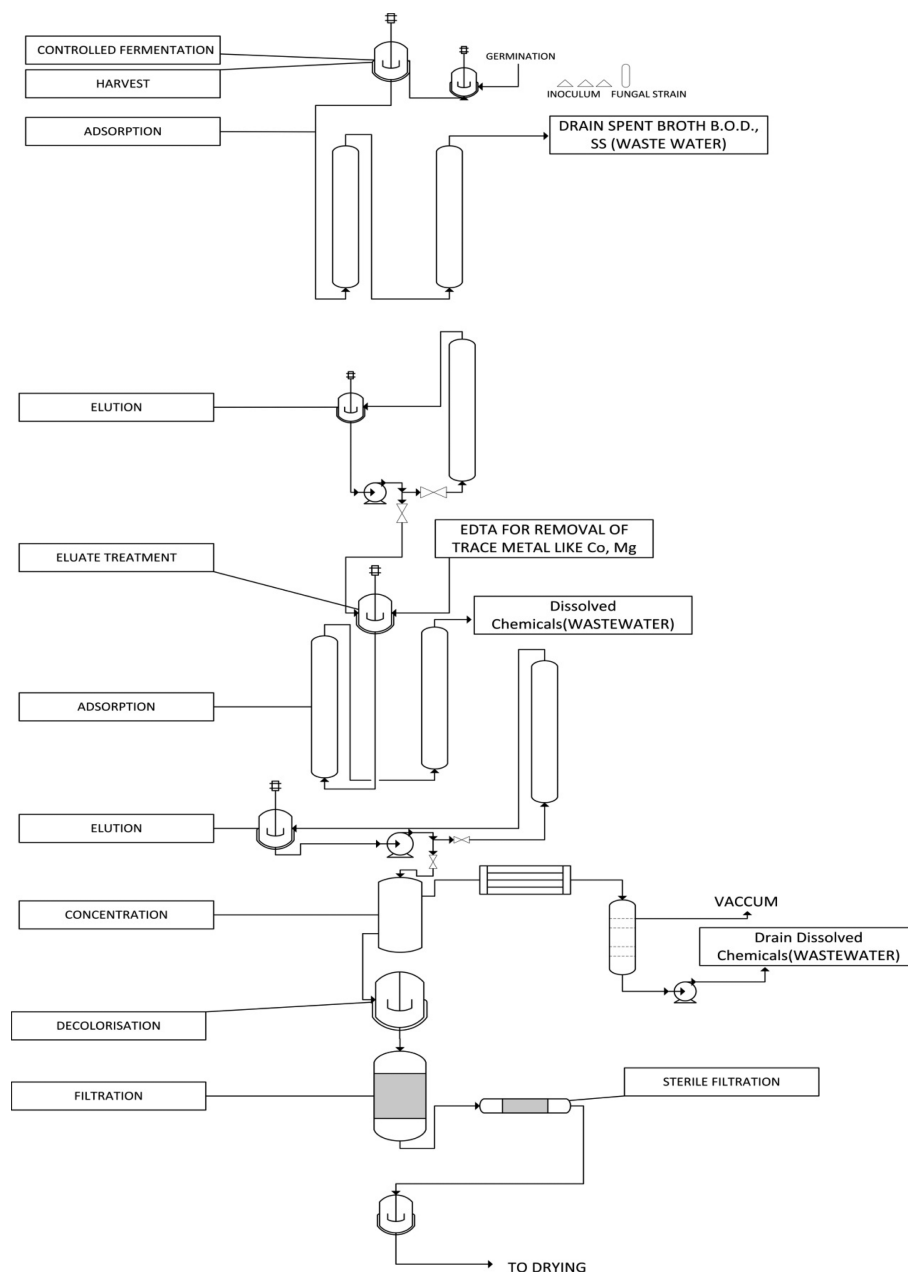 CONTROLLED FERMENTATION
GERMINATION
HARVEST
INOCULUM FUNGAL STRAIN
ADSORPTION
DRAIN SPENT BROTH B.O.D.,
SS (WASTE WATER)
ELUTION
EDTA FOR REMOVAL OF
TRACE METAL LIKE Co, Mg
ELUATE TREATMENT
Dissolved
Chemicals(WASTEWATER)
ADSORPTION
ELUTION
CONCENTRATION
VACCUM
Drain Dissolved
Chemicals(WASTEWATER)
DECOLORISATION
FILTRATION
STERILE FILTRATION
TO DRYING